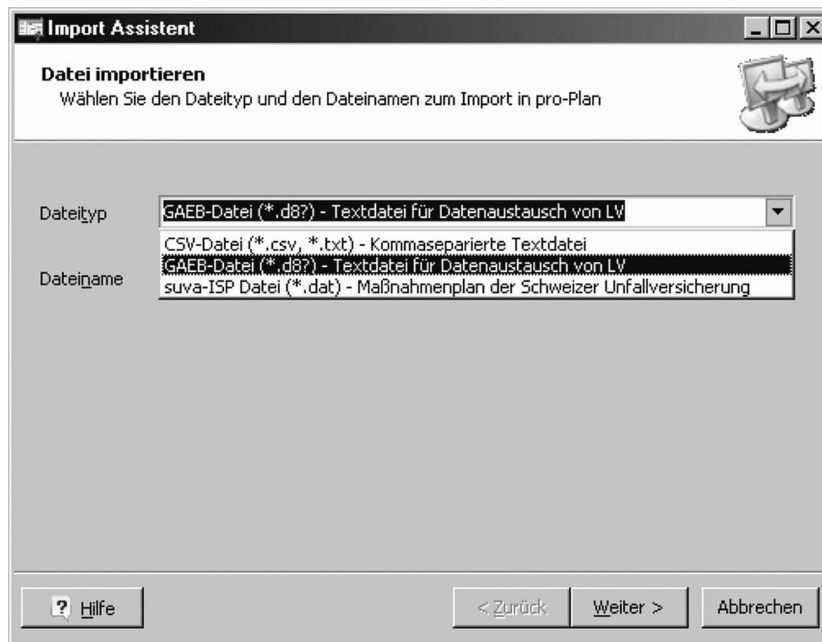 Import Assistent
Datei importieren
Wählen Sie den Dateityp und den Dateinamen zum Import in pro-Plan
Dateityp
GAEB-Datei (*.d8?) - Textdatei für Datenaustausch von LV
CSV-Datei (*.csv, *.txt) - Kommaseparierte Textdatei
GAEB-Datei (*.d8?) - Textdatei für Datenaustausch von LV
Dateiname
suva-ISP Datei (*.dat) - Maßnahmenplan der Schweizer Unfallversicherung
? Hilfe
< Zurück
Weiter >
Abbrechen